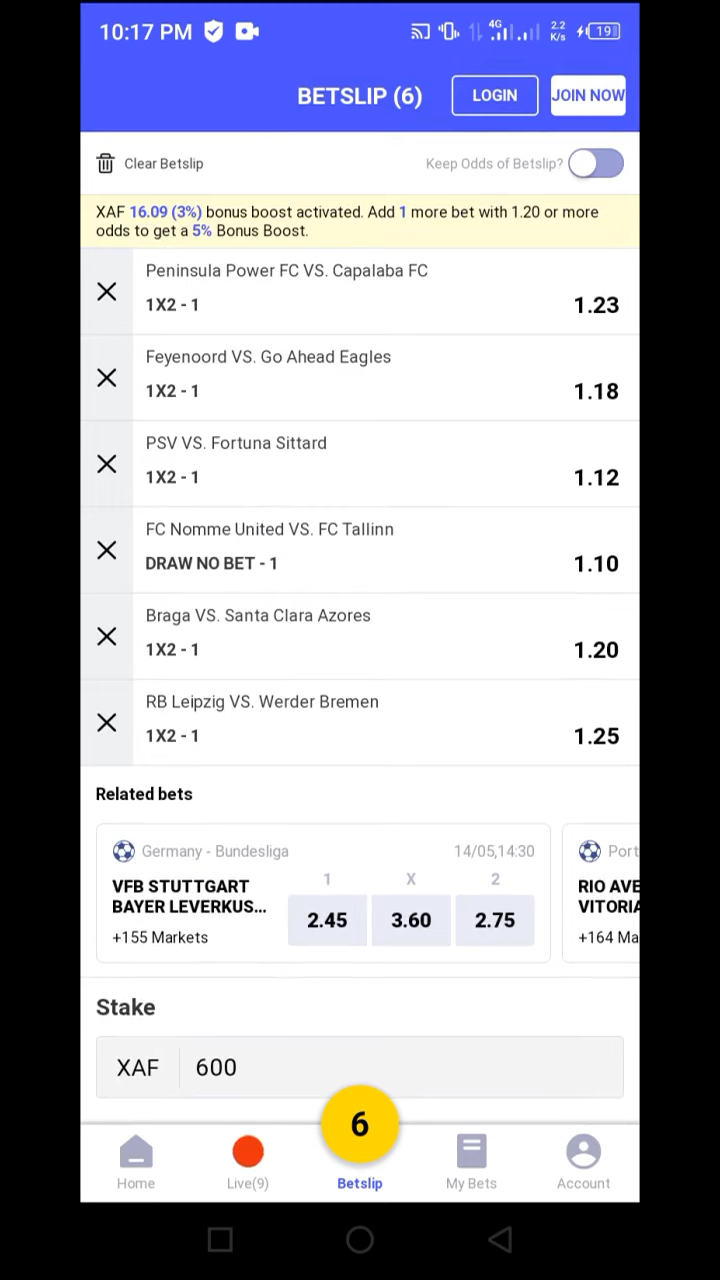 10:17 PM 4G 2.2 K/s 19
BETSLIP (6) LOGIN JOIN NOW
Clear Betslip Keep Odds of Betslip?
XAF 16.09 (3%) bonus boost activated. Add 1 more bet with 1.20 or more
odds to get a 5% Bonus Boost.
Peninsula Power FC VS. Capalaba FC
1X2 - 1 1.23
Feyenoord VS. Go Ahead Eagles
1X2 - 1 1.18
PSV VS. Fortuna Sittard
1X2 - 1 1.12
FC Nomme United VS. FC Tallinn
DRAW NO BET - 1 1.10
Braga VS. Santa Clara Azores
1X2 - 1 1.20
RB Leipzig VS. Werder Bremen
1X2 - 1 1.25
Related bets
Germany - Bundesliga 14/05,14:30
1 X 2
VFB STUTTGART
BAYER LEVERKUS...
2.45 3.60 2.75
+155 Markets
Port
RIO AVE
VITORIA
+164 Ma
Stake
XAF 600
6
Home Live(9) Betslip My Bets Account